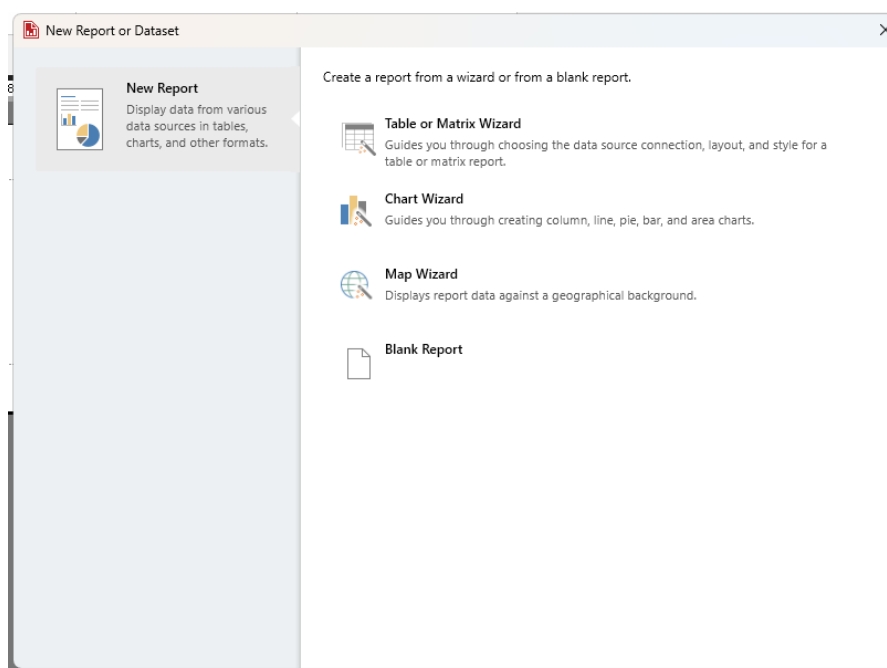 New Report or Dataset
8
New Report
Display data from various
data sources in tables,
charts, and other formats.
Create a report from a wizard or from a blank report.
Table or Matrix Wizard
Guides you through choosing the data source connection, layout, and style for a
table or matrix report.
Chart Wizard
Guides you through creating column, line, pie, bar, and area charts.
Map Wizard
Displays report data against a geographical background.
Blank Report